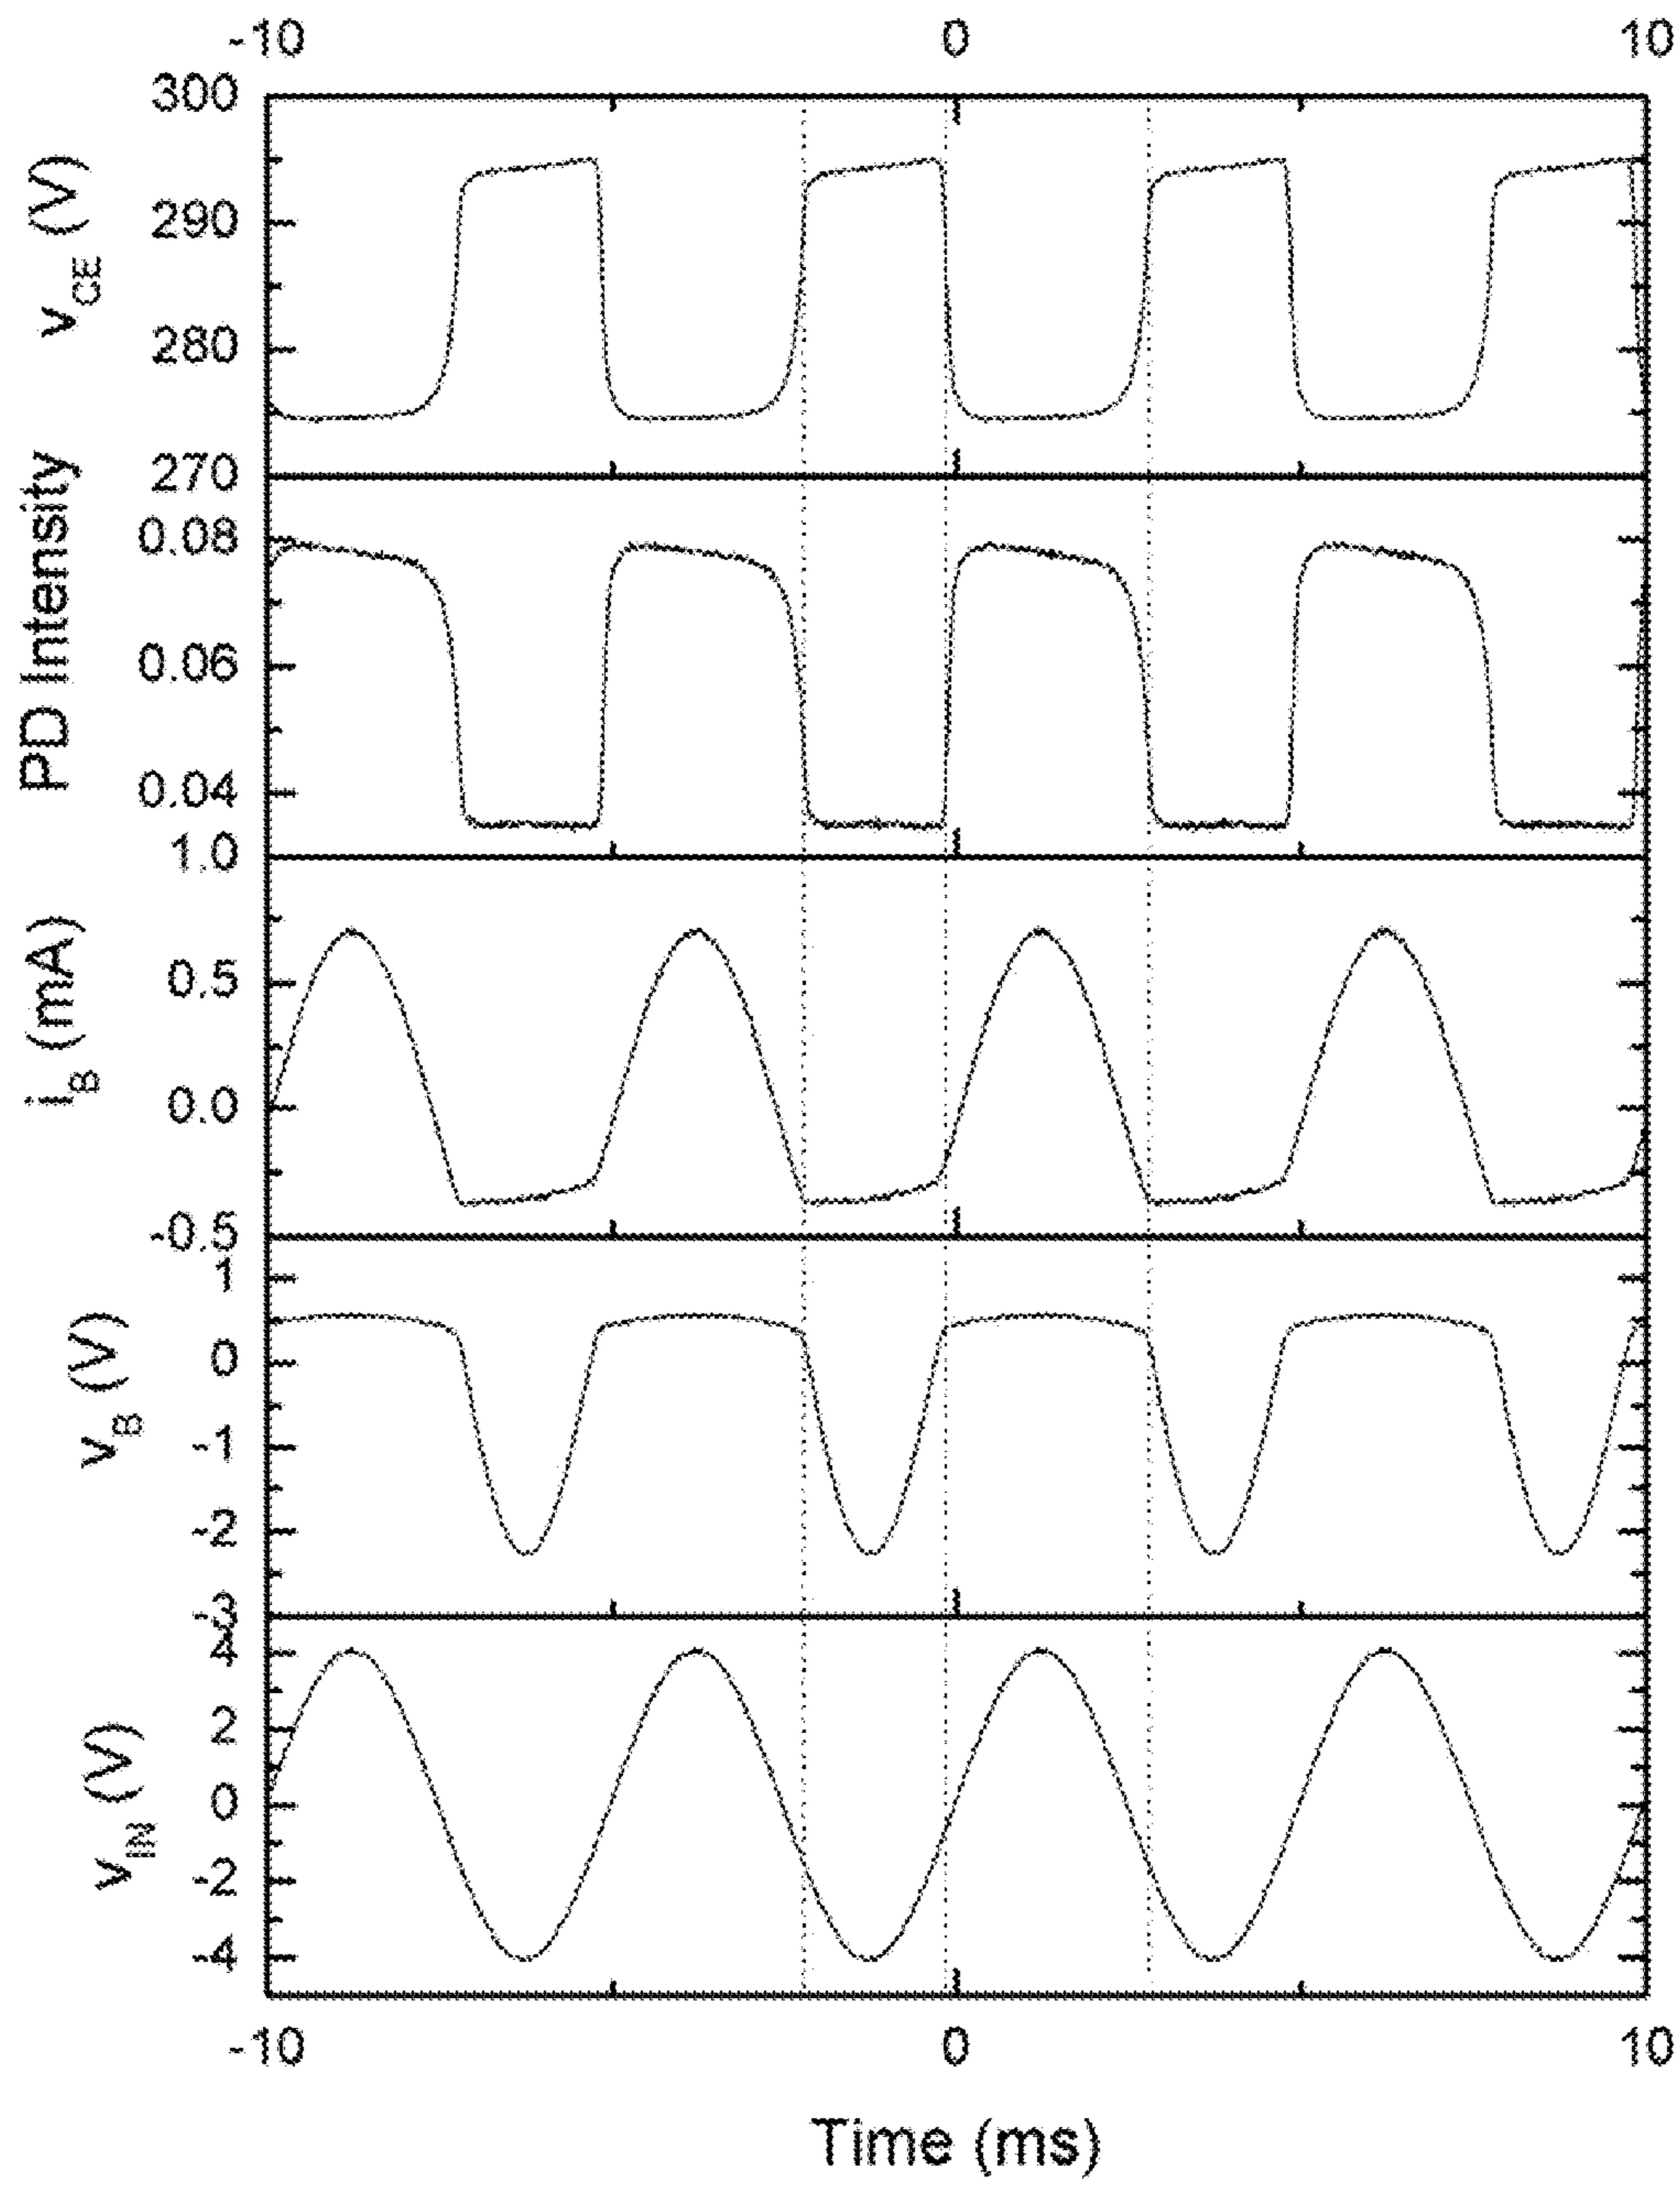 -10 0 10
v_CE (V)
300
290
280
270
PD Intensity
0.08
0.06
0.04
i_B (mA)
1.0
0.5
0.0
-0.5
v_B (V)
1
0
-1
-2
-3
v_IN (V)
4
2
0
-2
-4
-10 0 10
Time (ms)